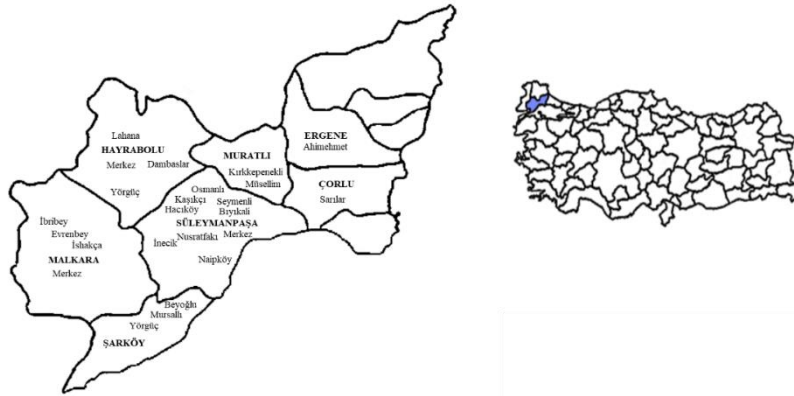 Lahana
HAYRABOLU
Merkez Dambaslar
Yörgüç
MURATLI
Kırkkepenekli
Müsellim
ERGENE
Ahimehmet
ÇORLU
Sarılar
Osmanlı
Kaşıkçı Seymenli
Hacıköy Bıyıkali
SÜLEYMANPAŞA
Nusratfakı Merkez
İnecik
Naipköy
İbribey
Evrenbey
İshakça
MALKARA
Merkez
Beyoğlu
Mursallı
Yörgüç
ŞARKÖY